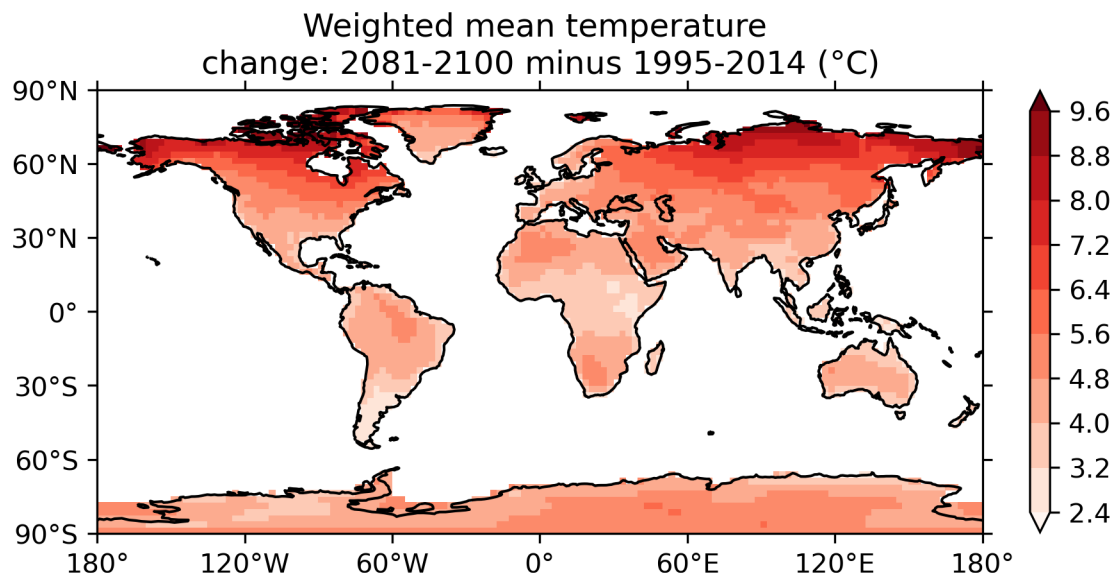 Weighted mean temperature
change: 2081-2100 minus 1995-2014 (°C)
90°N
60°N
30°N
0°
30°S
60°S
90°S
180°
120°W
60°W
0°
60°E
120°E
180°
9.6
8.8
8.0
7.2
6.4
5.6
4.8
4.0
3.2
2.4